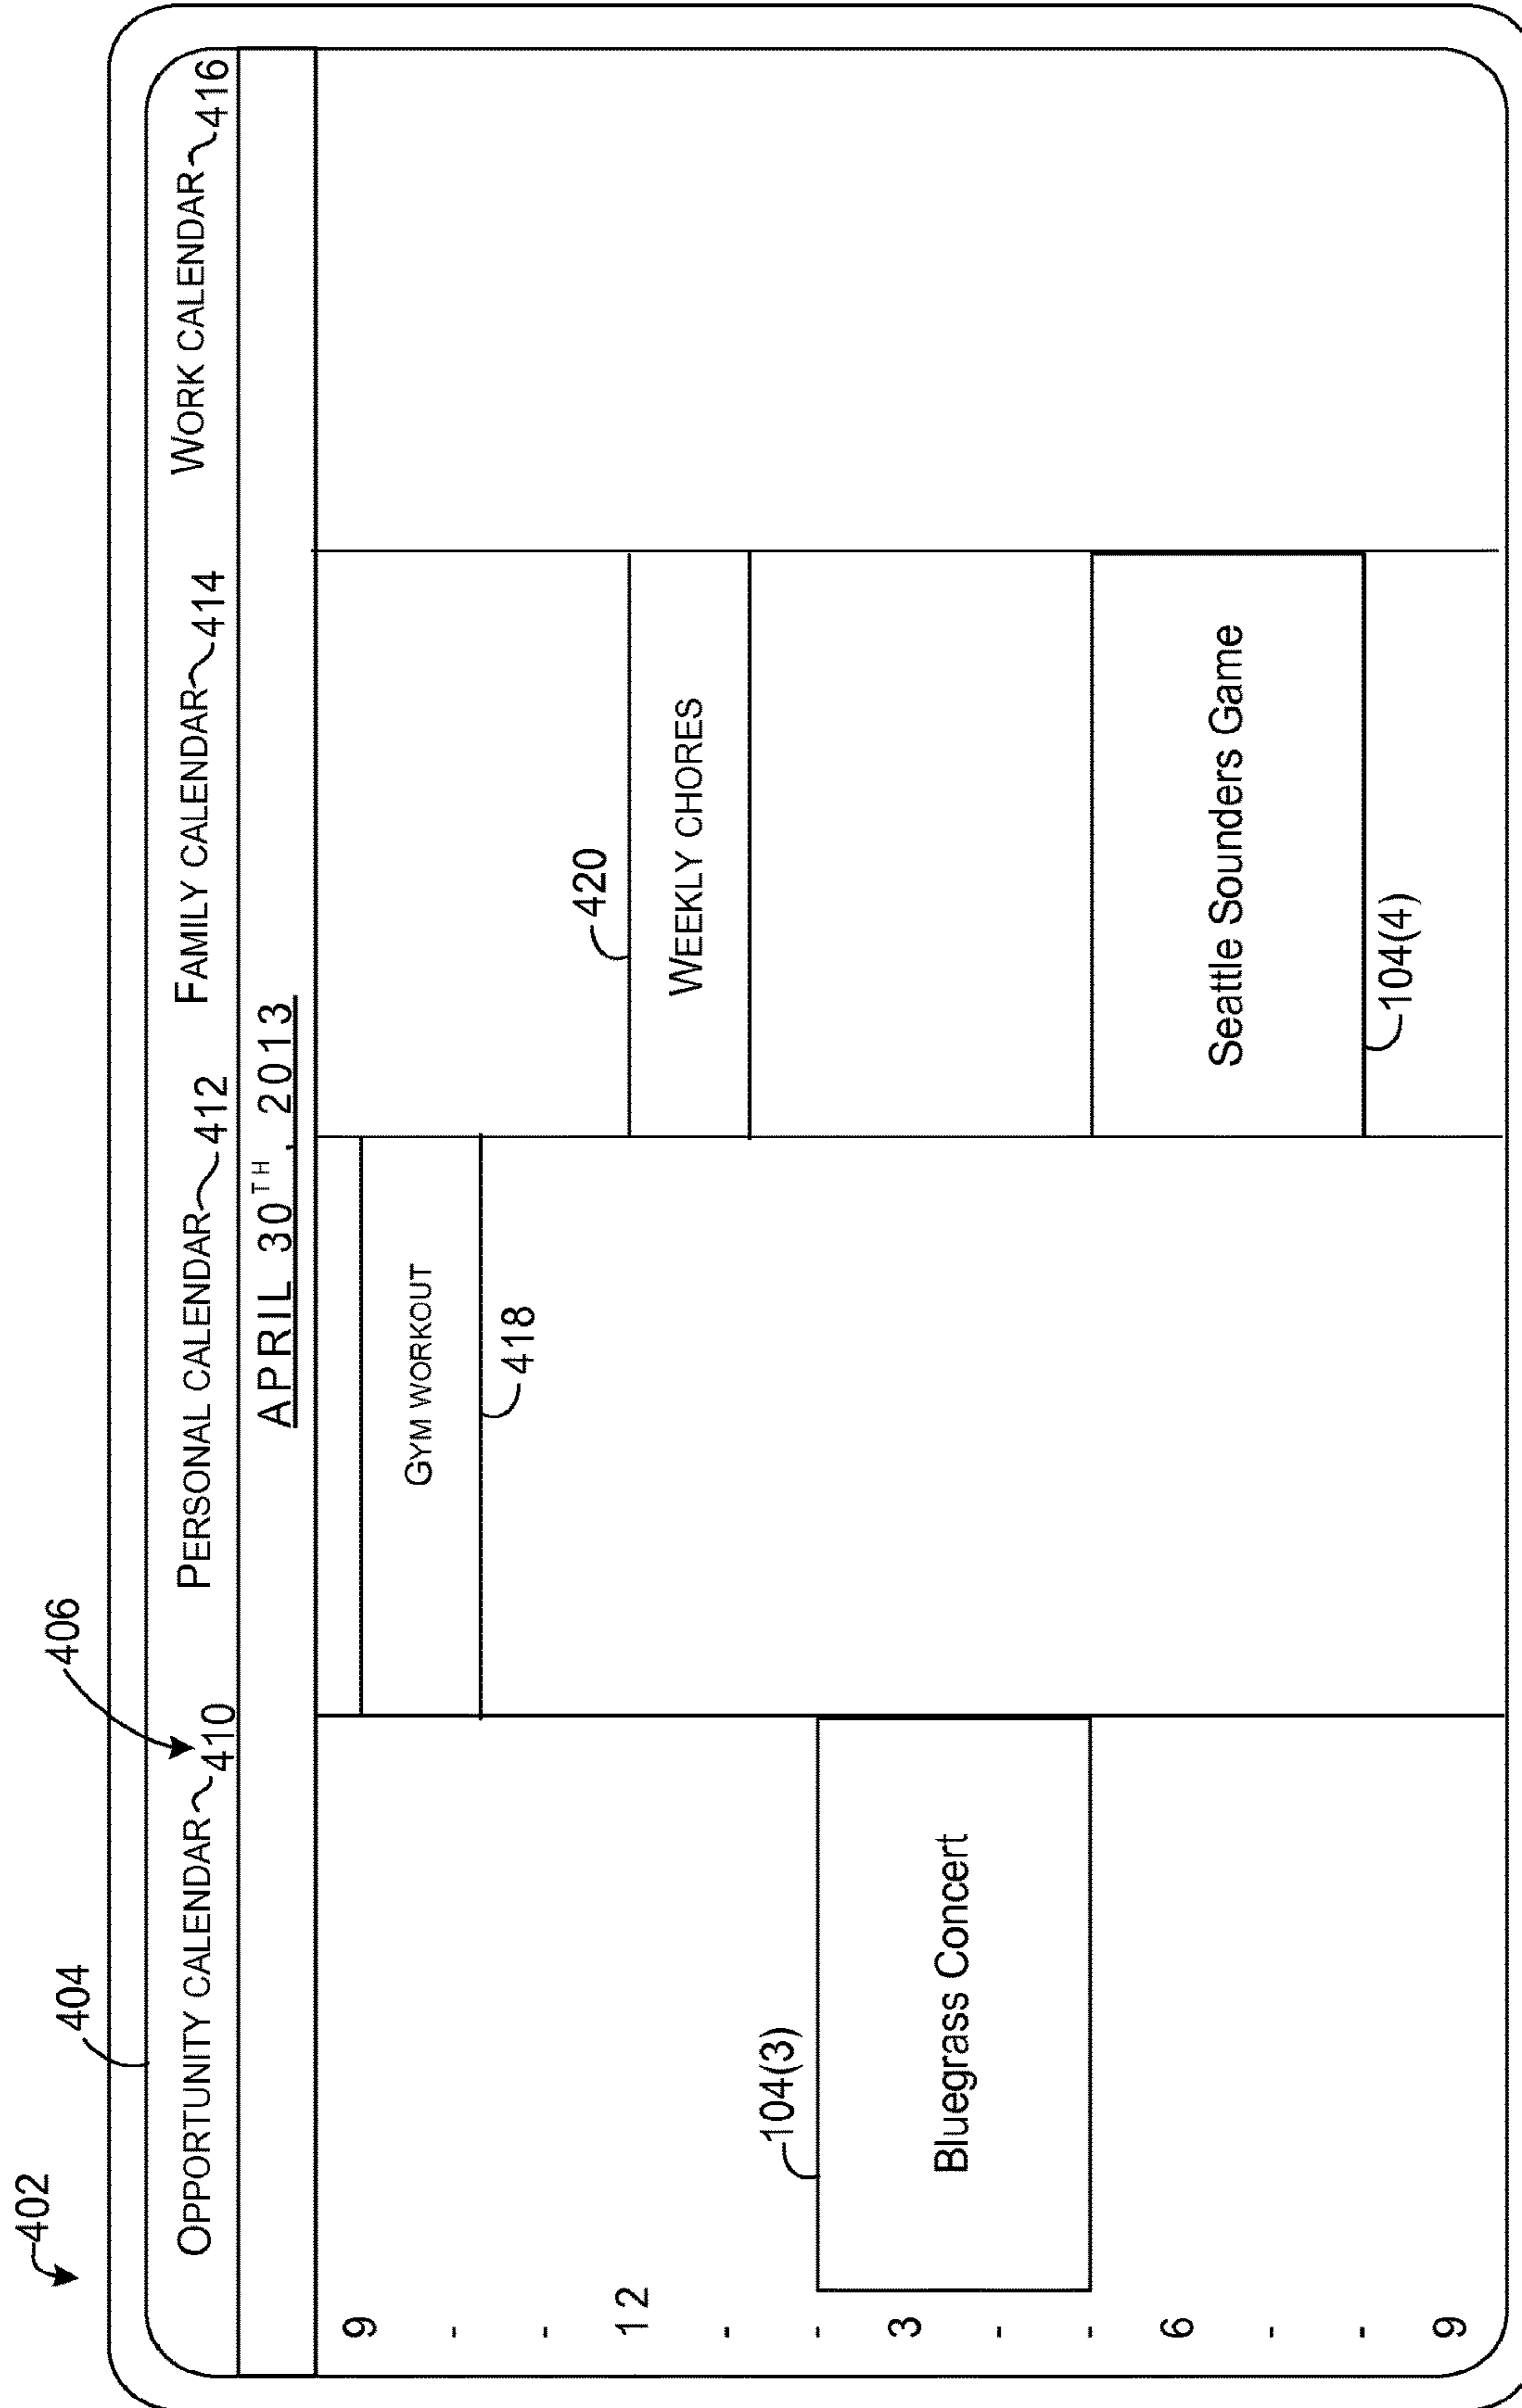 402
404
406
OPPORTUNITY CALENDAR 410
PERSONAL CALENDAR 412
FAMILY CALENDAR 414
WORK CALENDAR 416
APRIL 30TH, 2013
9
-
-
12
-
-
3
-
-
6
-
-
9
GYM WORKOUT
418
420
WEEKLY CHORES
104(3)
Bluegrass Concert
Seattle Sounders Game
104(4)